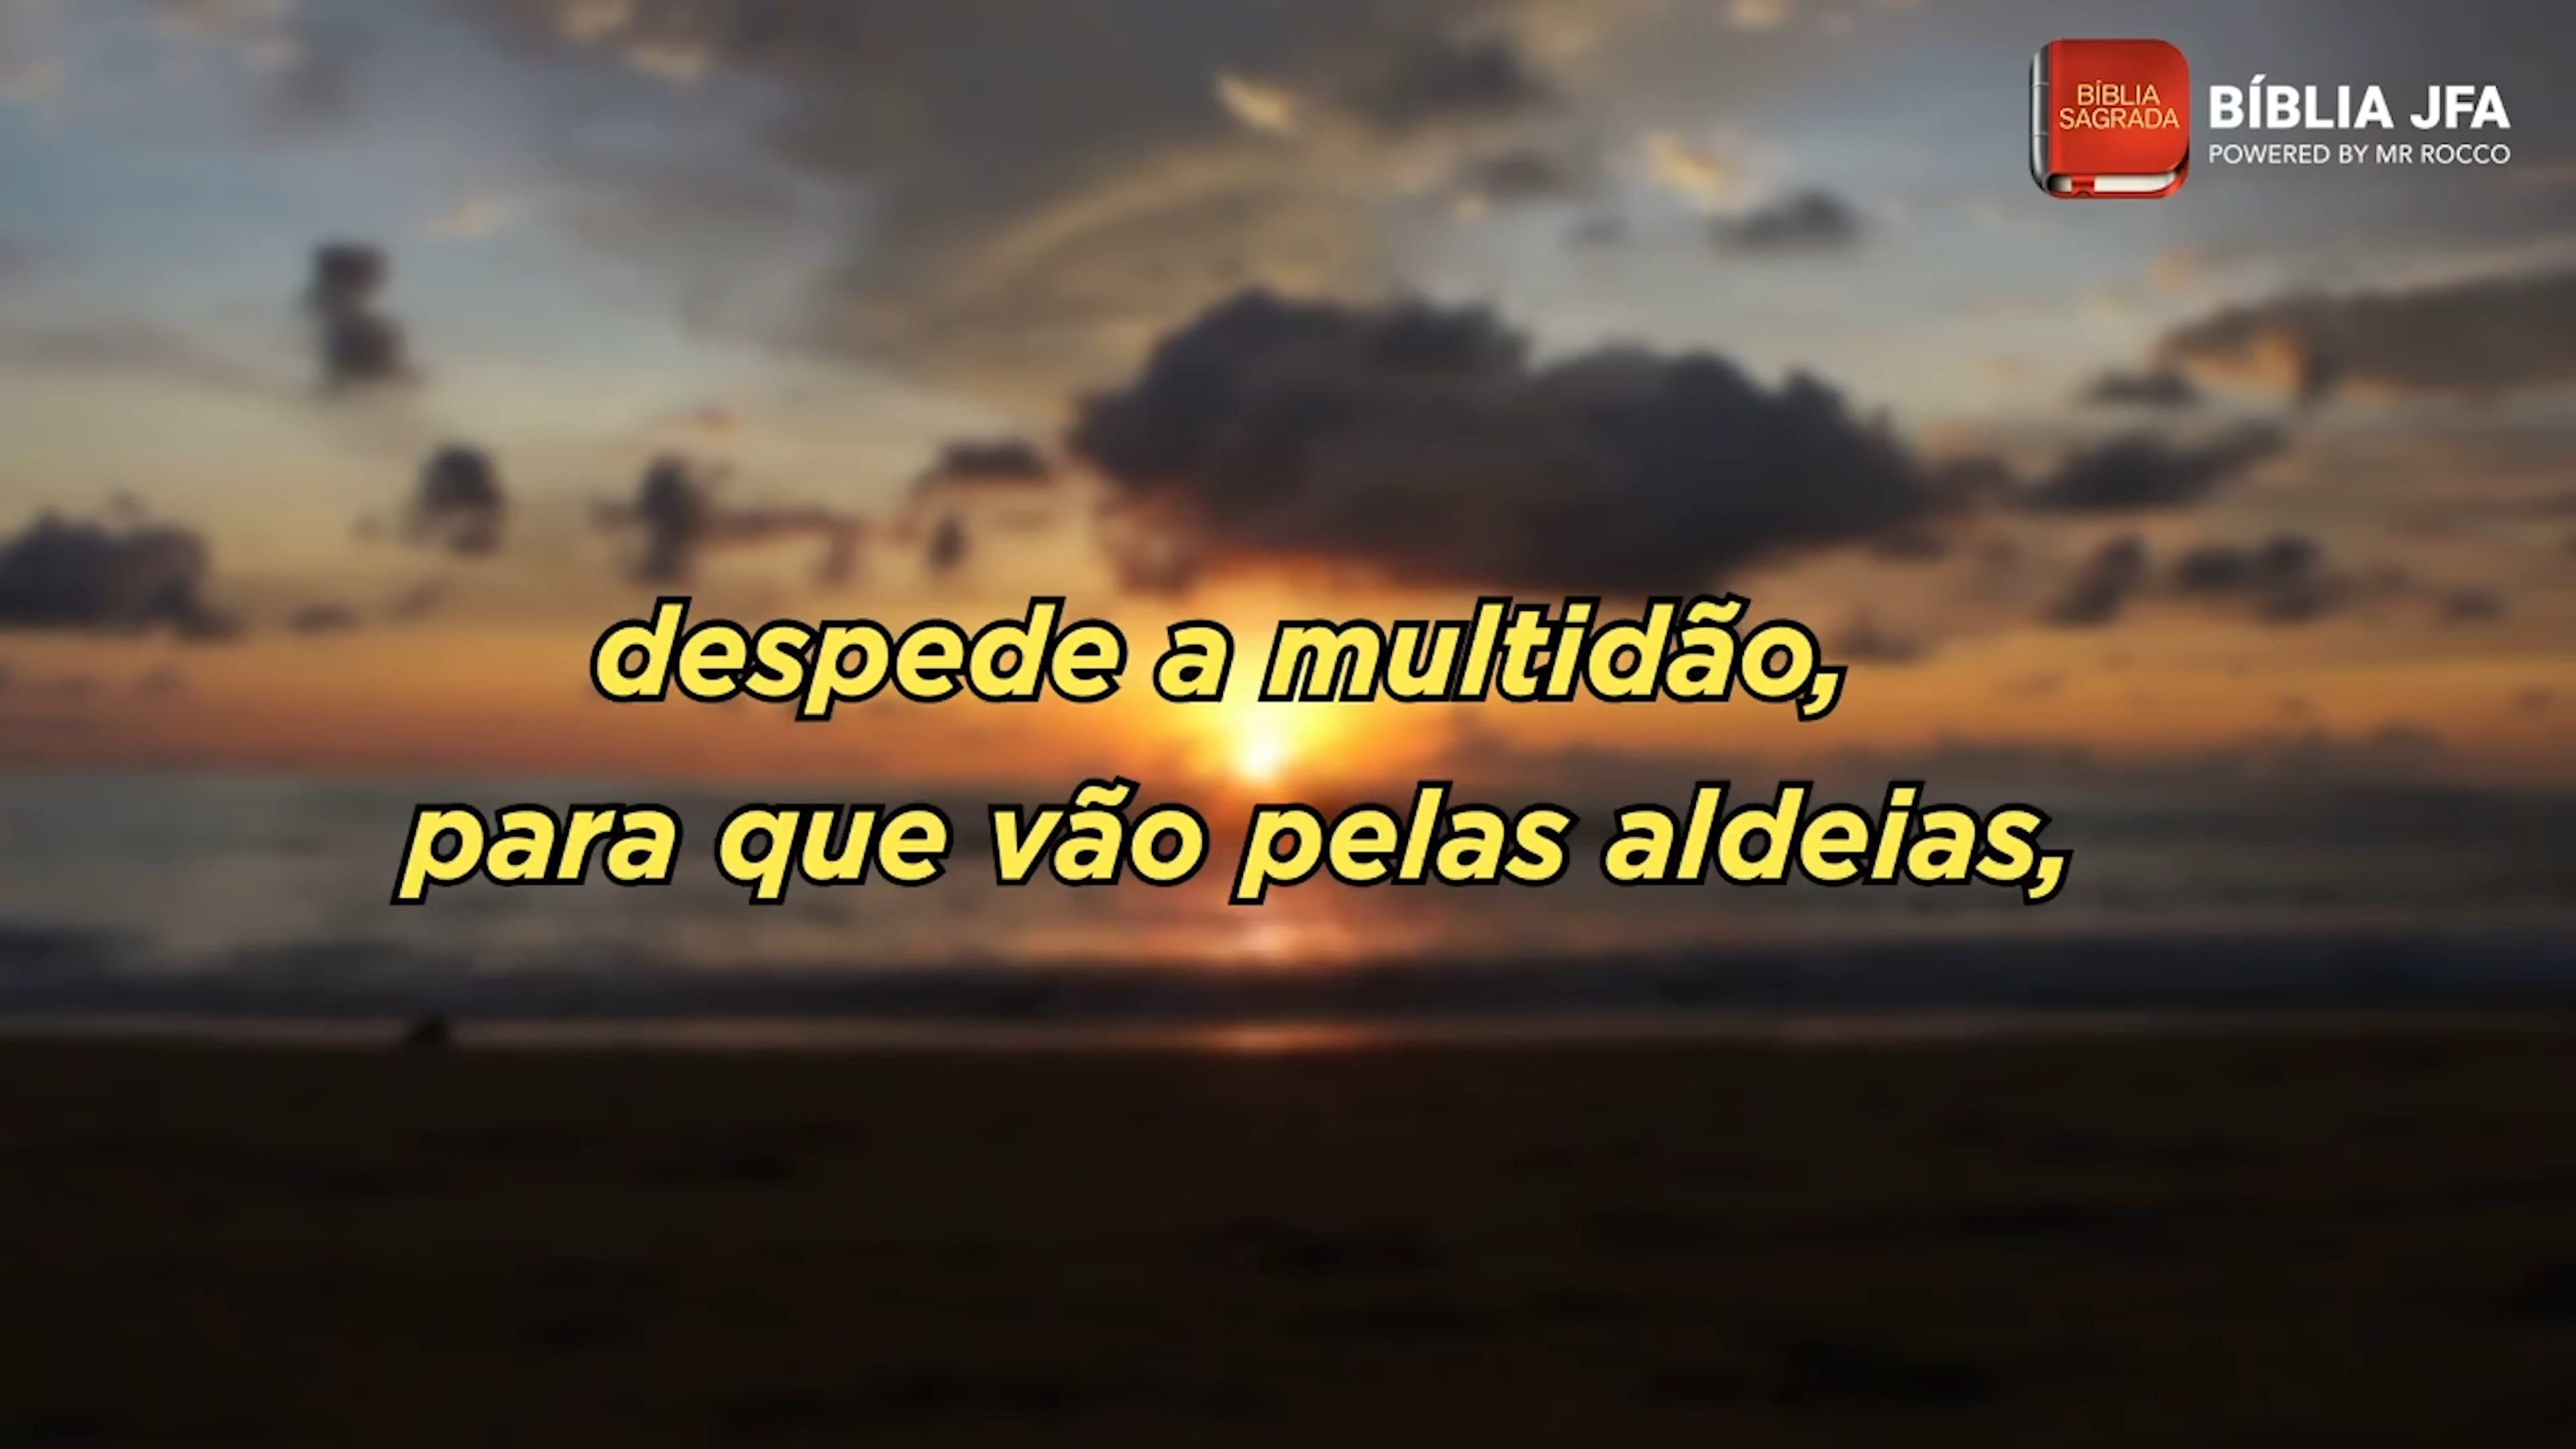 BÍBLIA
SAGRADA
BÍBLIA JFA
POWERED BY MR ROCCO
despede a multidão,
para que vão pelas aldeias,